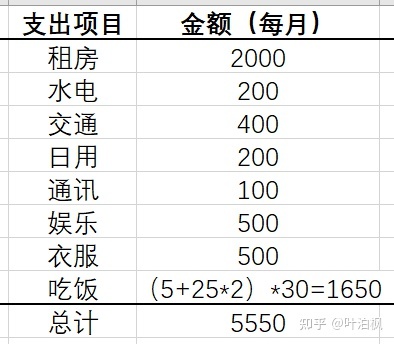 支出项目 金额（每月）
租房 2000
水电 200
交通 400
日用 200
通讯 100
娱乐 500
衣服 500
吃饭 （5+25*2）*30=1650
总计 5550
知乎 @叶泊枫